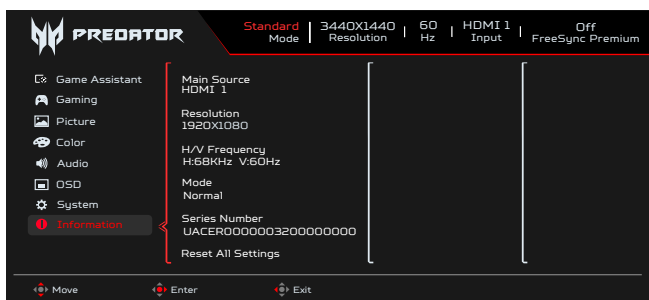 PREDATOR
Standard Mode
3440X1440 Resolution
60 Hz
HDMI 1 Input
Off FreeSync Premium
Game Assistant
Gaming
Picture
Color
Audio
OSD
System
Information
Main Source
HDMI 1
Resolution
1920X1080
H/V Frequency
H:68KHz V:60Hz
Mode
Normal
Series Number
UACER0000003200000000
Reset All Settings
Move
Enter
Exit